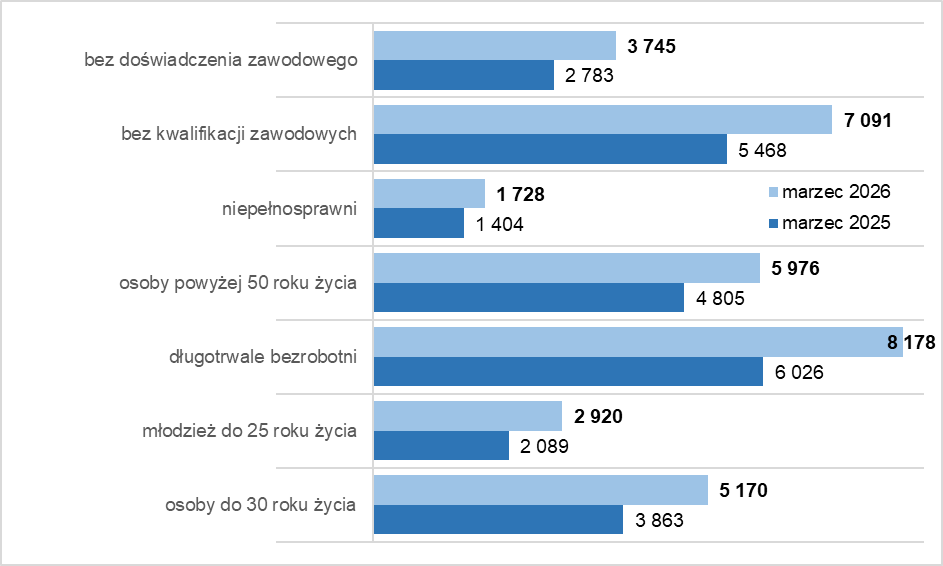 bez doświadczenia zawodowego
3 745
2 783
bez kwalifikacji zawodowych
7 091
5 468
niepełnosprawni
1 728
1 404
marzec 2026
marzec 2025
osoby powyżej 50 roku życia
5 976
4 805
długotrwale bezrobotni
8 178
6 026
młodzież do 25 roku życia
2 920
2 089
osoby do 30 roku życia
5 170
3 863